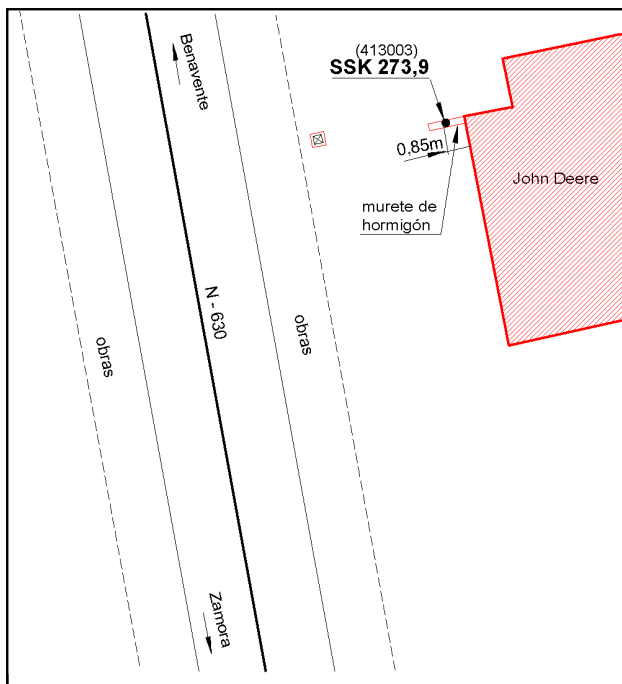 (413003)
SSK 273,9
Benavente
0,85m
John Deere
murete de
hormigón
N - 630
obras
obras
Zamora